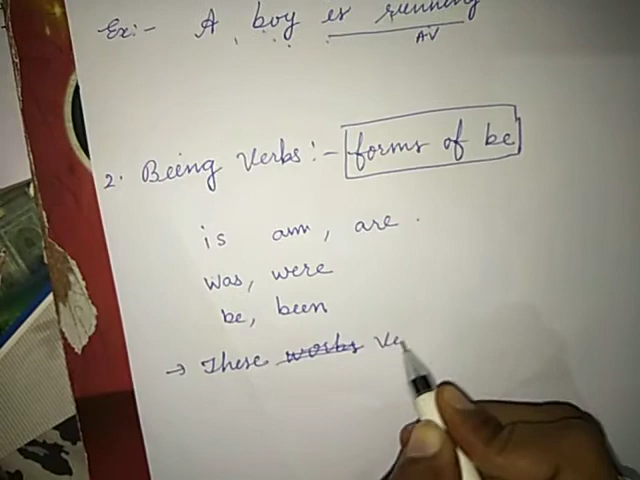 Ex:- A boy is running
AV
2. Being Verbs:- forms of be
is am, are.
was, were
be, been
→ These works Ve